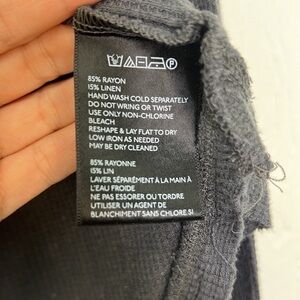 85% RAYON
15% LINEN
HAND WASH COLD SEPARATELY
DO NOT WRING OR TWIST
USE ONLY NON-CHLORINE
BLEACH
RESHAPE & LAY FLAT TO DRY
LOW IRON AS NEEDED
MAY BE DRY CLEANED
85% RAYONNE
15% LIN
LAVER SÉPARÉMENT À LA MAIN À
L'EAU FROIDE
NE PAS ESSORER OU TORDRE
UTILISER UN AGENT DE
BLANCHIMENT SANS CHLORE SI